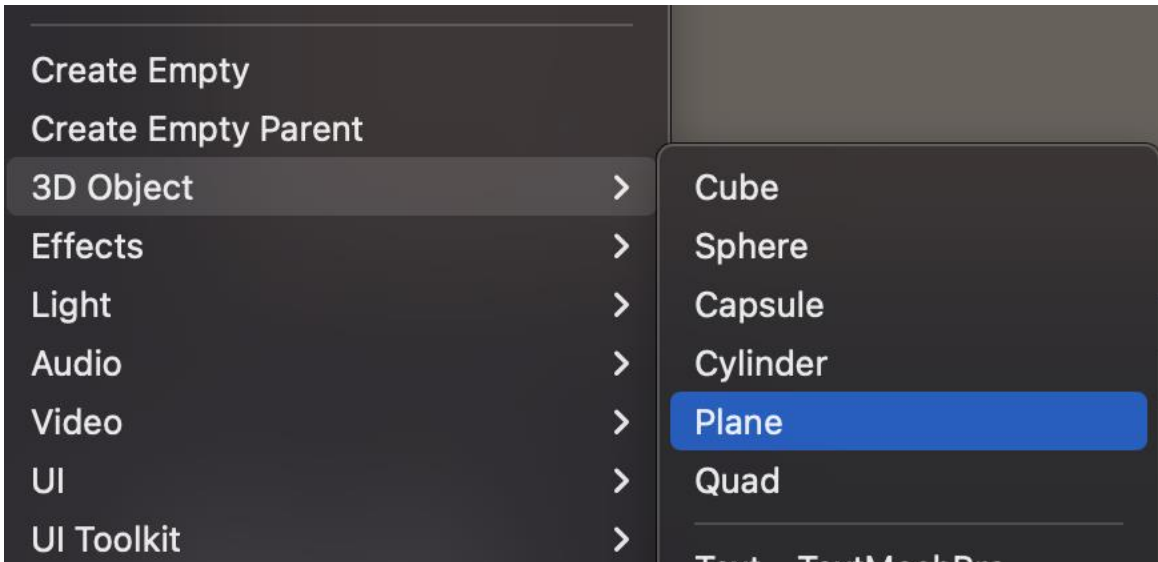 Create Empty
Create Empty Parent
3D Object
Effects
Light
Audio
Video
UI
UI Toolkit
Cube
Sphere
Capsule
Cylinder
Plane
Quad